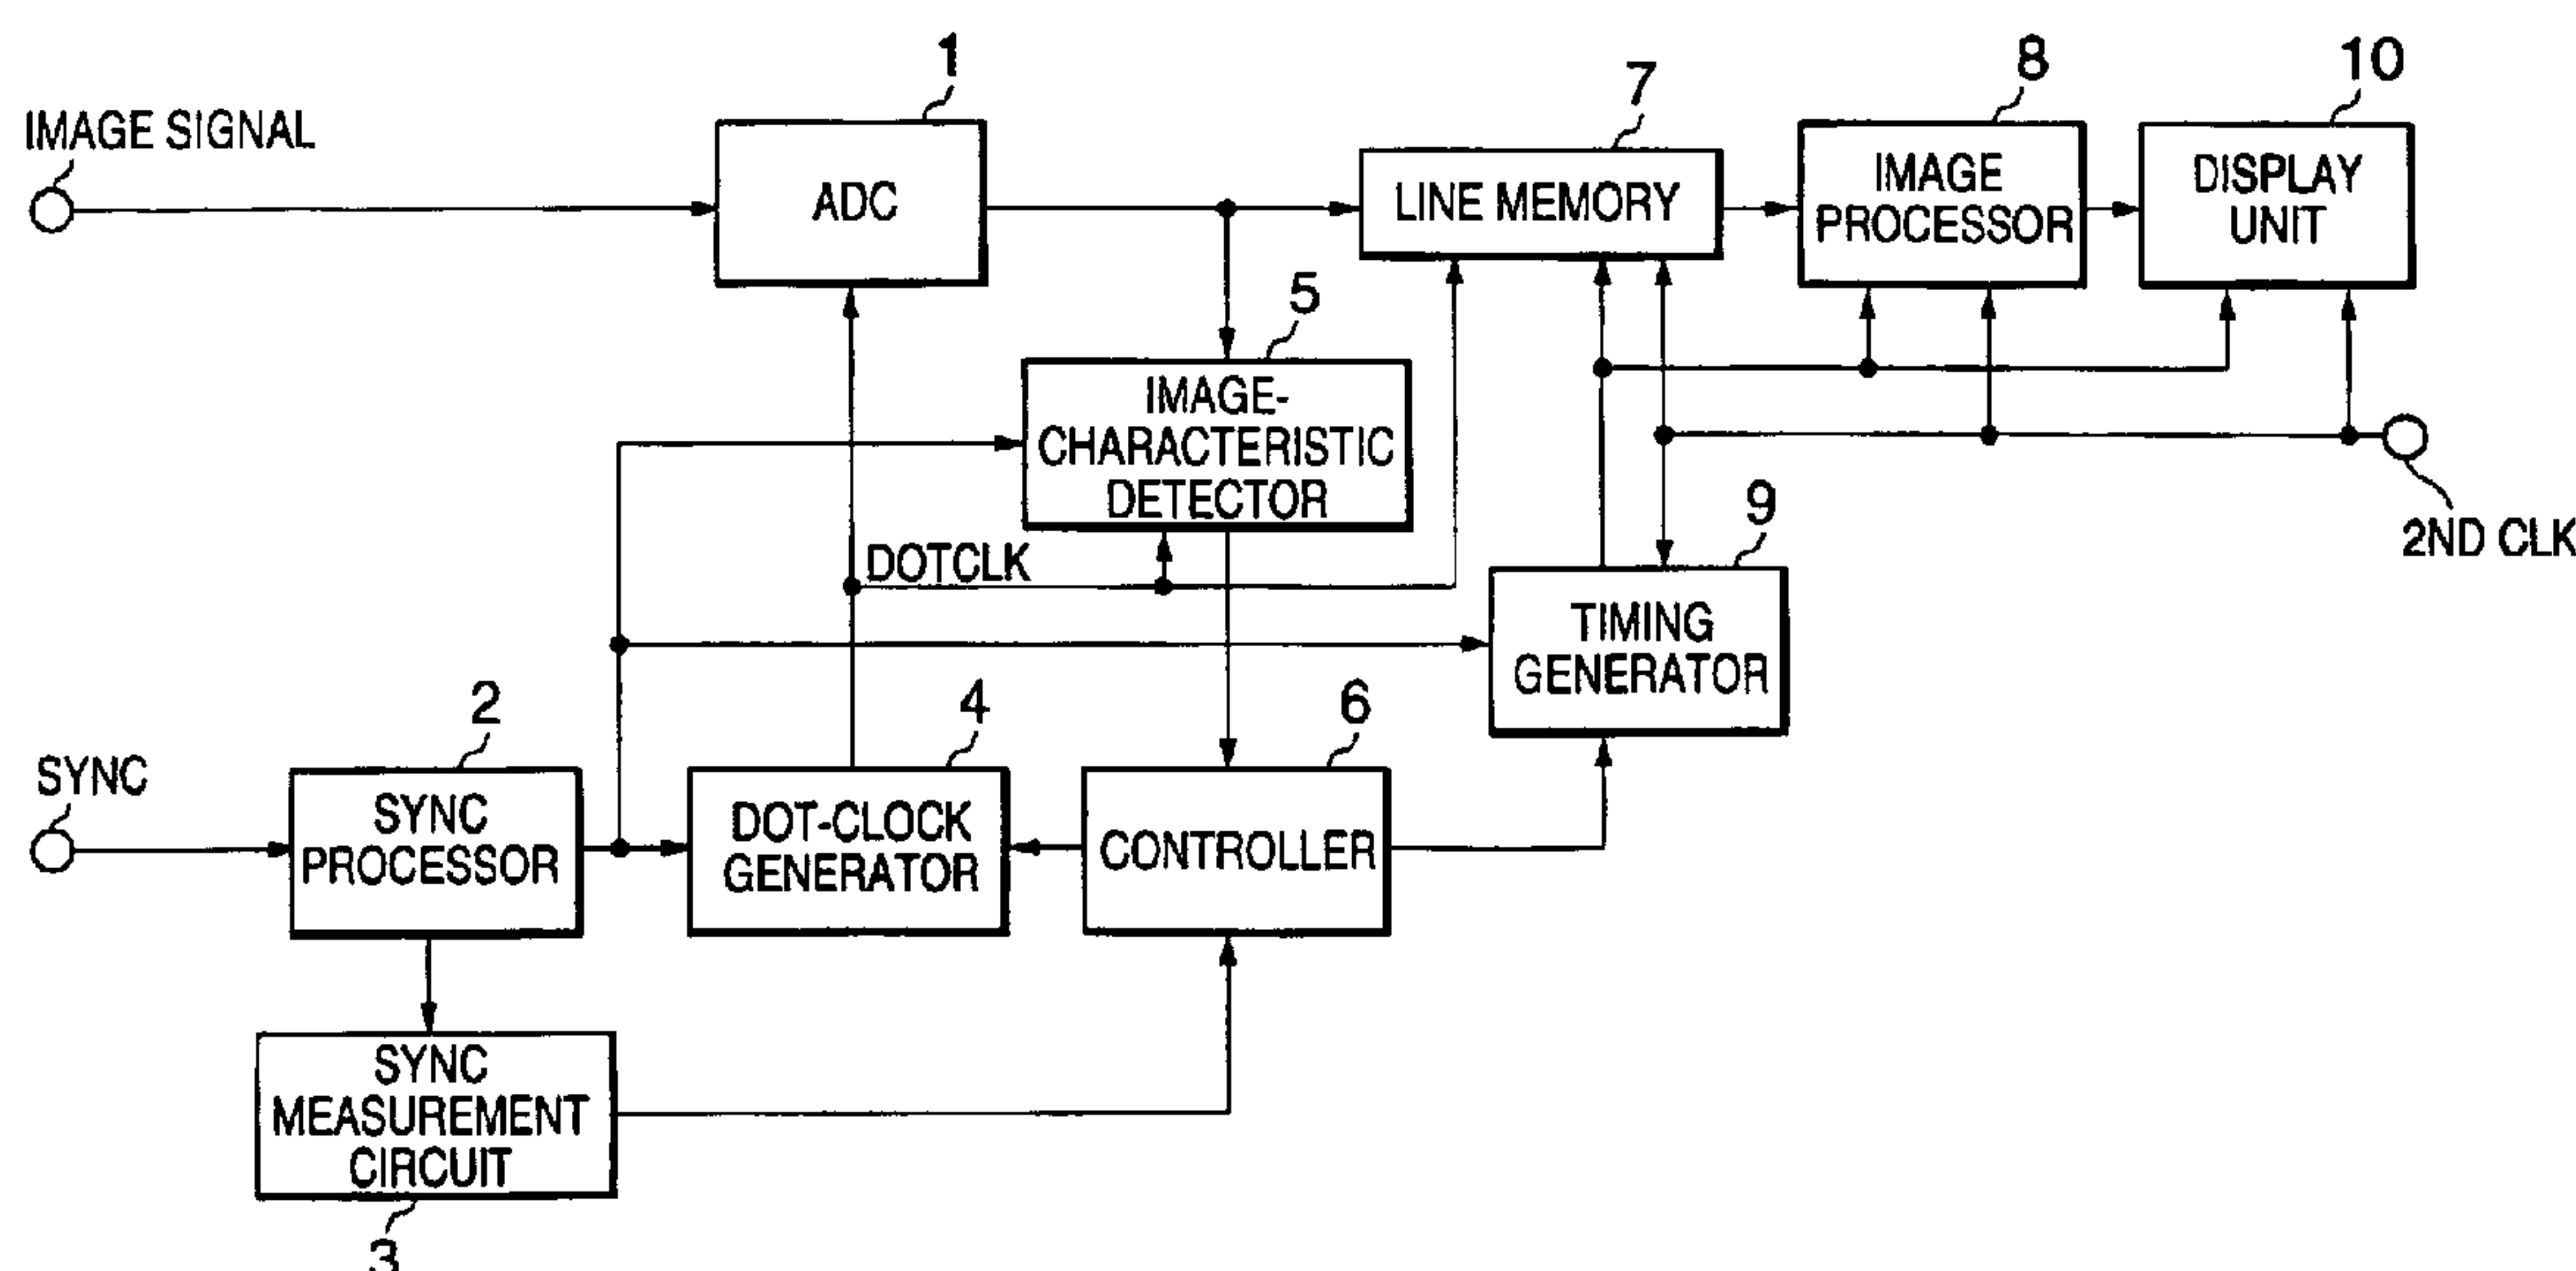 1
7
8
10
IMAGE SIGNAL
ADC
LINE MEMORY
IMAGE
PROCESSOR
DISPLAY
UNIT
5
IMAGE-
CHARACTERISTIC
DETECTOR
9
2ND CLK
DOTCLK
TIMING
GENERATOR
2
4
6
SYNC
SYNC
PROCESSOR
DOT-CLOCK
GENERATOR
CONTROLLER
SYNC
MEASUREMENT
CIRCUIT
3